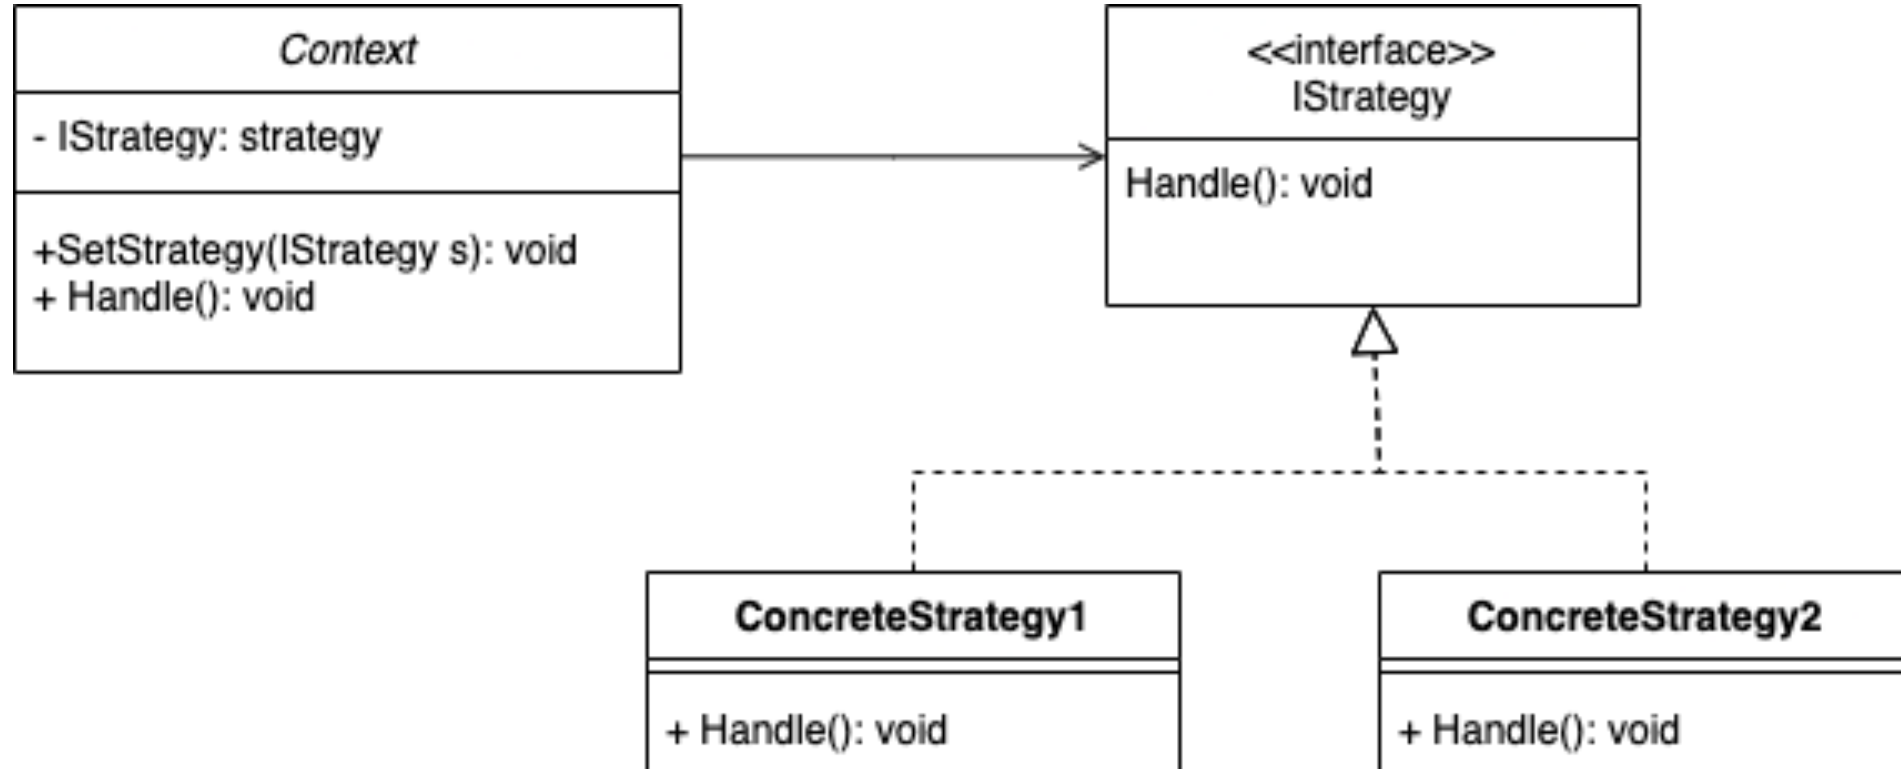 Context
- IStrategy: strategy
+SetStrategy(IStrategy s): void
+ Handle(): void
<<interface>>
IStrategy
Handle(): void
ConcreteStrategy1
+ Handle(): void
ConcreteStrategy2
+ Handle(): void